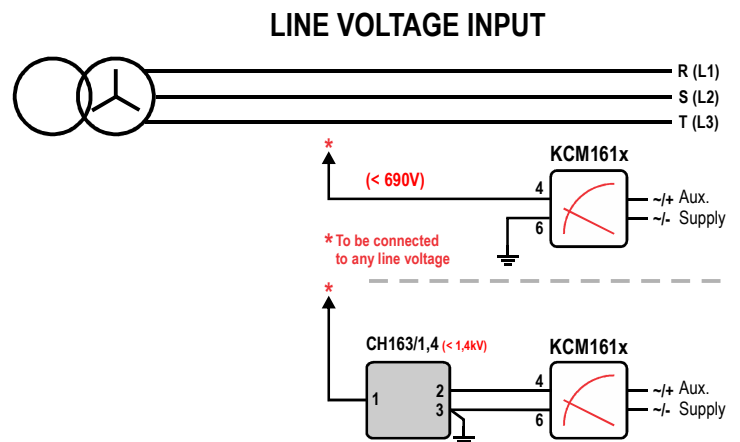 LINE VOLTAGE INPUT
R (L1)
S (L2)
T (L3)
*
KCM161x
(< 690V)
4
~/+ Aux.
6
~/- Supply
* To be connected
to any line voltage
*
CH163/1,4 (< 1,4kV)
KCM161x
1
2
4
~/+ Aux.
3
6
~/- Supply